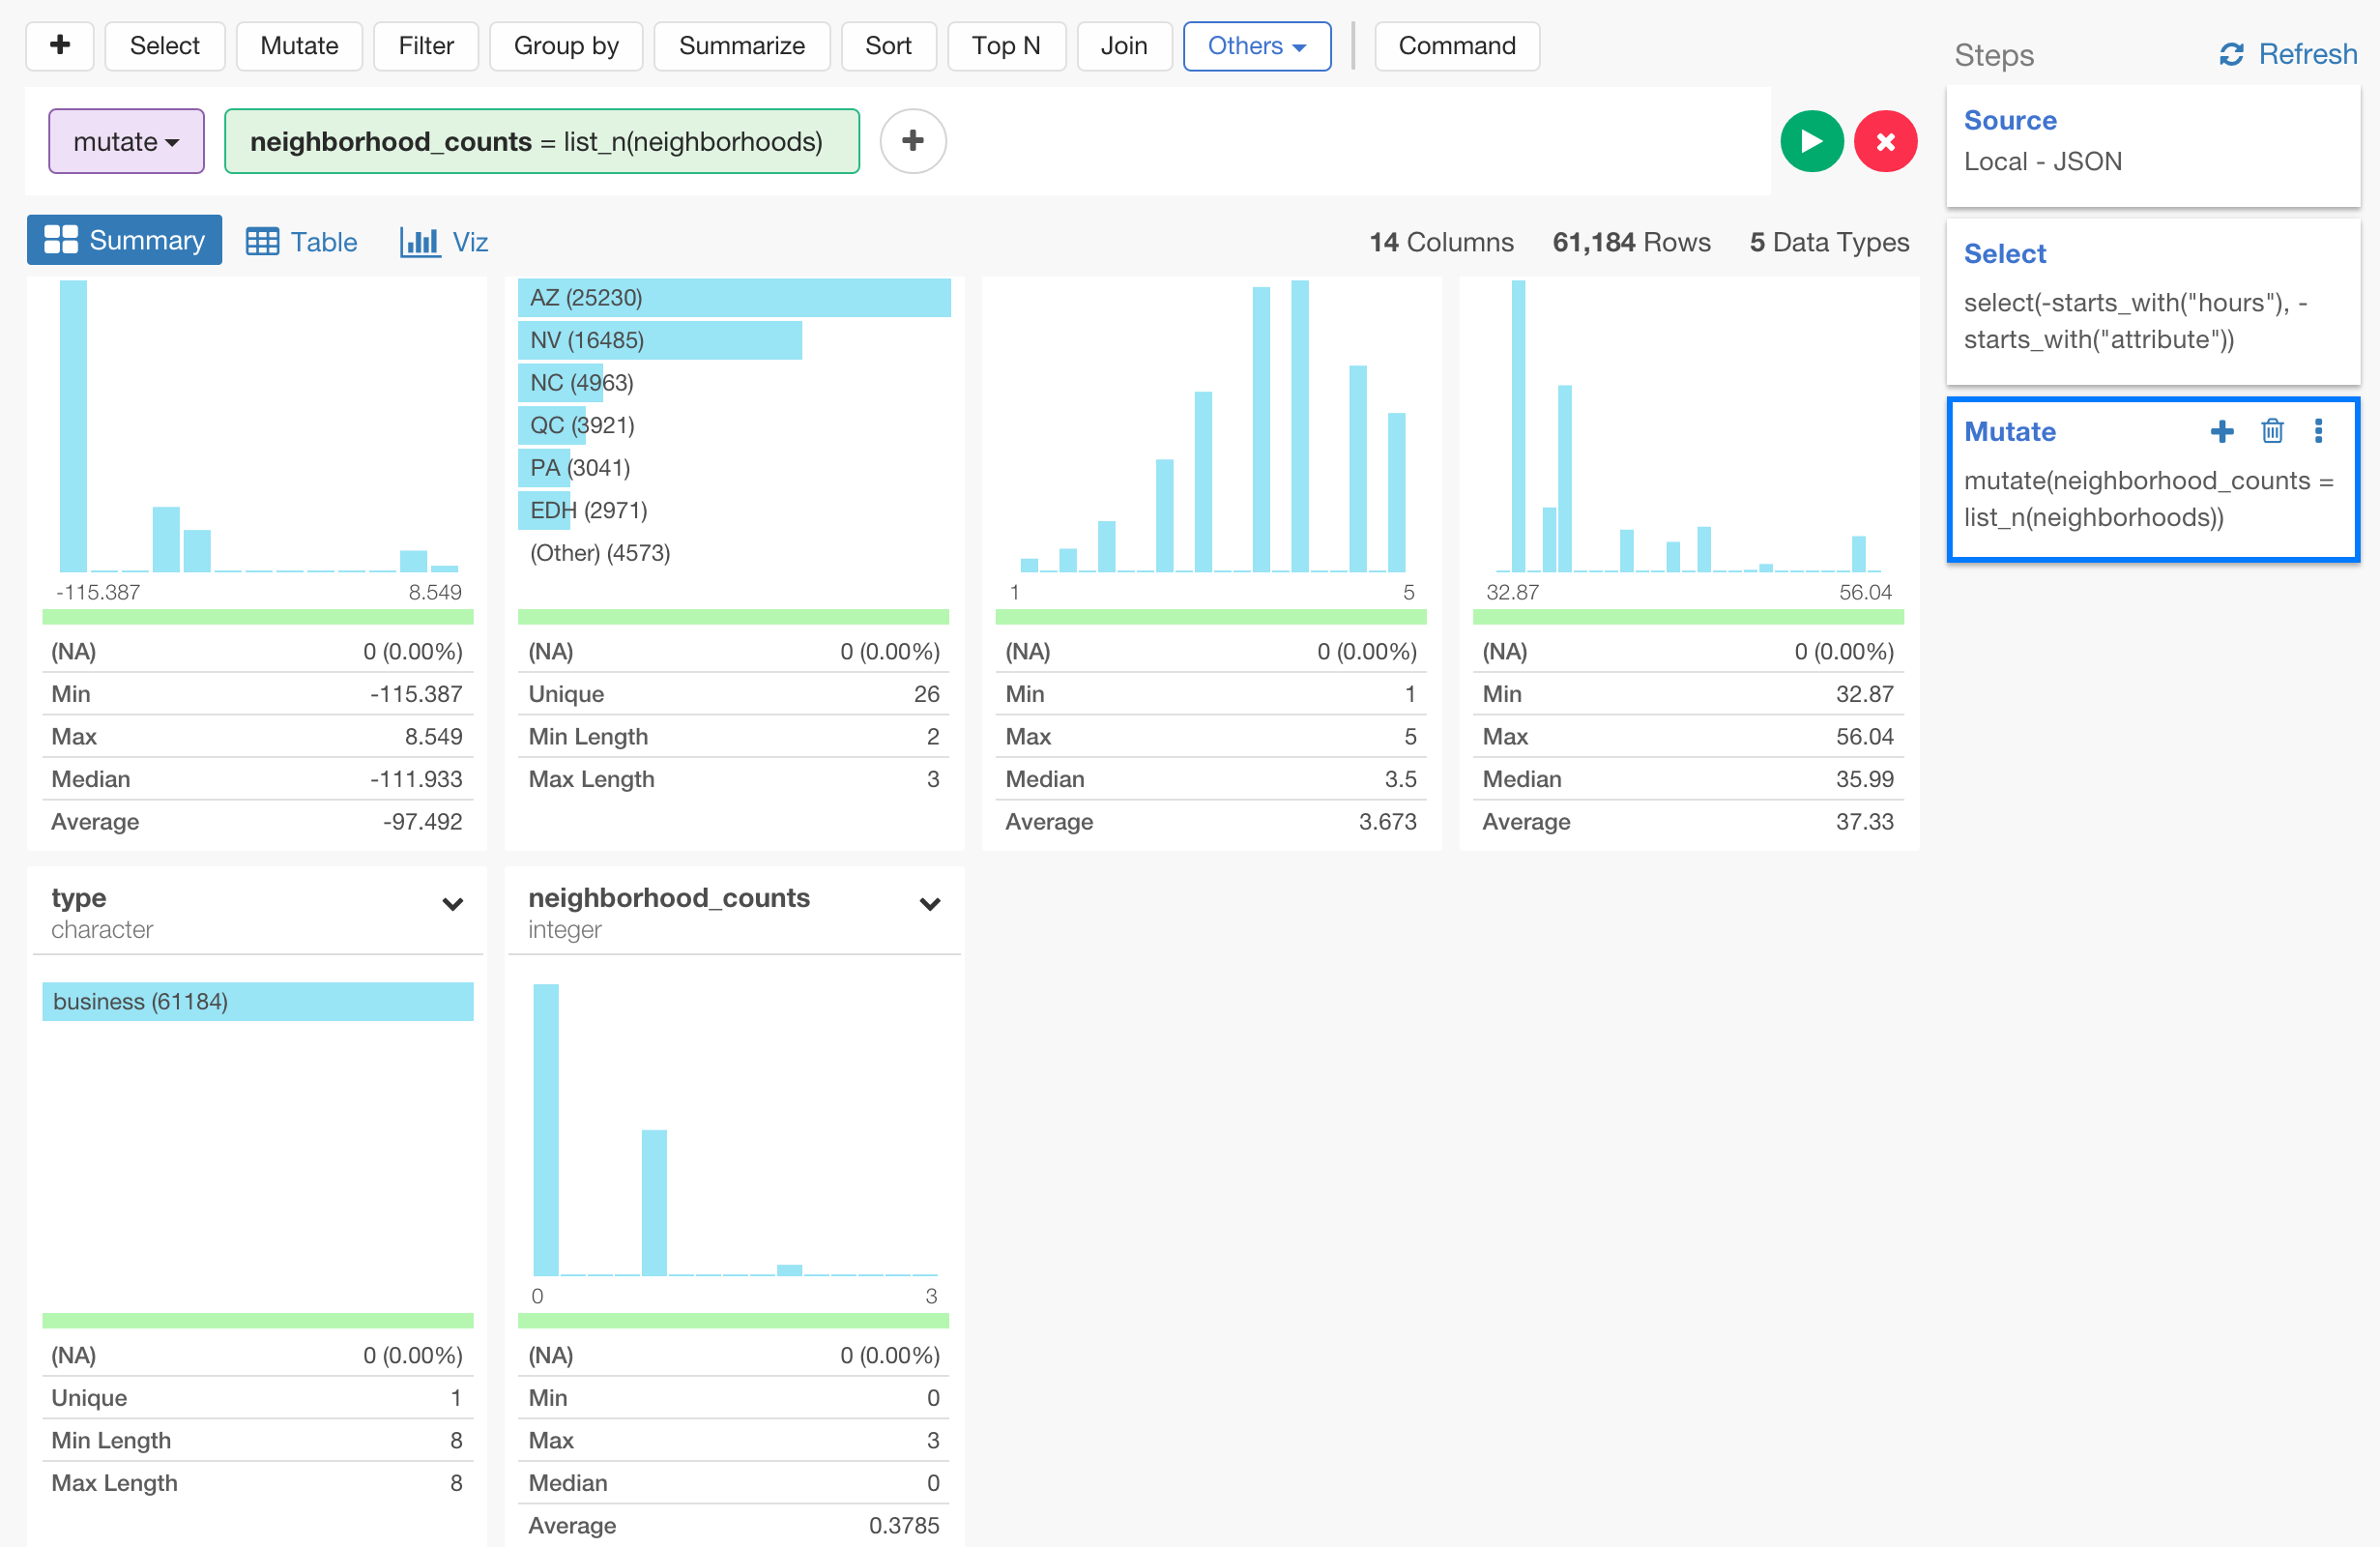 Select
Mutate
Filter
Group by
Summarize
Sort
Top N
Join
Others
Command
Steps
Refresh
mutate
neighborhood_counts = list_n(neighborhoods)
Source
Local - JSON
Summary
Table
Viz
14 Columns
61,184 Rows
5 Data Types
Select
select(-starts_with("hours"), -
starts_with("attribute"))
Mutate
mutate(neighborhood_counts =
list_n(neighborhoods))
-115.387 8.549
(NA) 0 (0.00%)
Min -115.387
Max 8.549
Median -111.933
Average -97.492
AZ (25230)
NV (16485)
NC (4963)
QC (3921)
PA (3041)
EDH (2971)
(Other) (4573)
(NA) 0 (0.00%)
Unique 26
Min Length 2
Max Length 3
1 5
(NA) 0 (0.00%)
Min 1
Max 5
Median 3.5
Average 3.673
32.87 56.04
(NA) 0 (0.00%)
Min 32.87
Max 56.04
Median 35.99
Average 37.33
type
character
business (61184)
(NA) 0 (0.00%)
Unique 1
Min Length 8
Max Length 8
neighborhood_counts
integer
0 3
(NA) 0 (0.00%)
Min 0
Max 3
Median 0
Average 0.3785